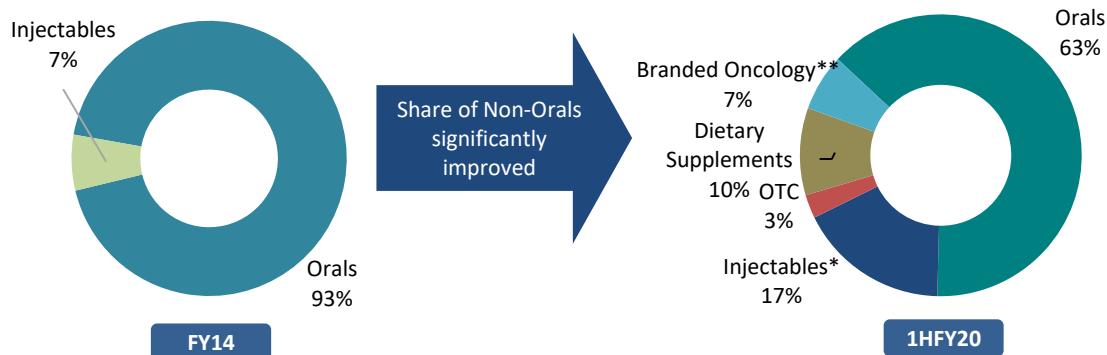 Injectables
7%
Orals
93%
FY14
Share of Non-Orals
significantly
improved
Orals
63%
Branded Oncology**
7%
Dietary
Supplements
10%
OTC
3%
Injectables*
17%
1HFY20